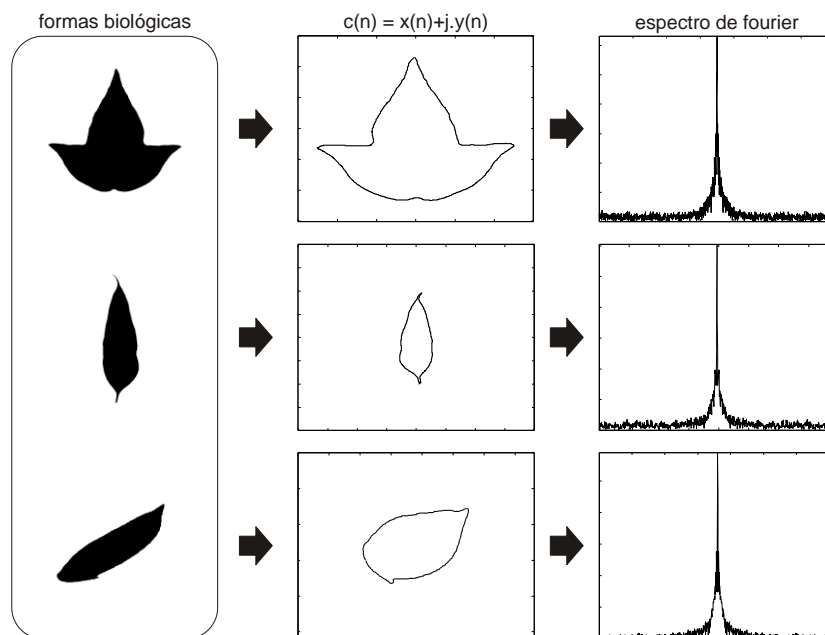 formas biológicas
c(n) = x(n)+j.y(n)
espectro de fourier